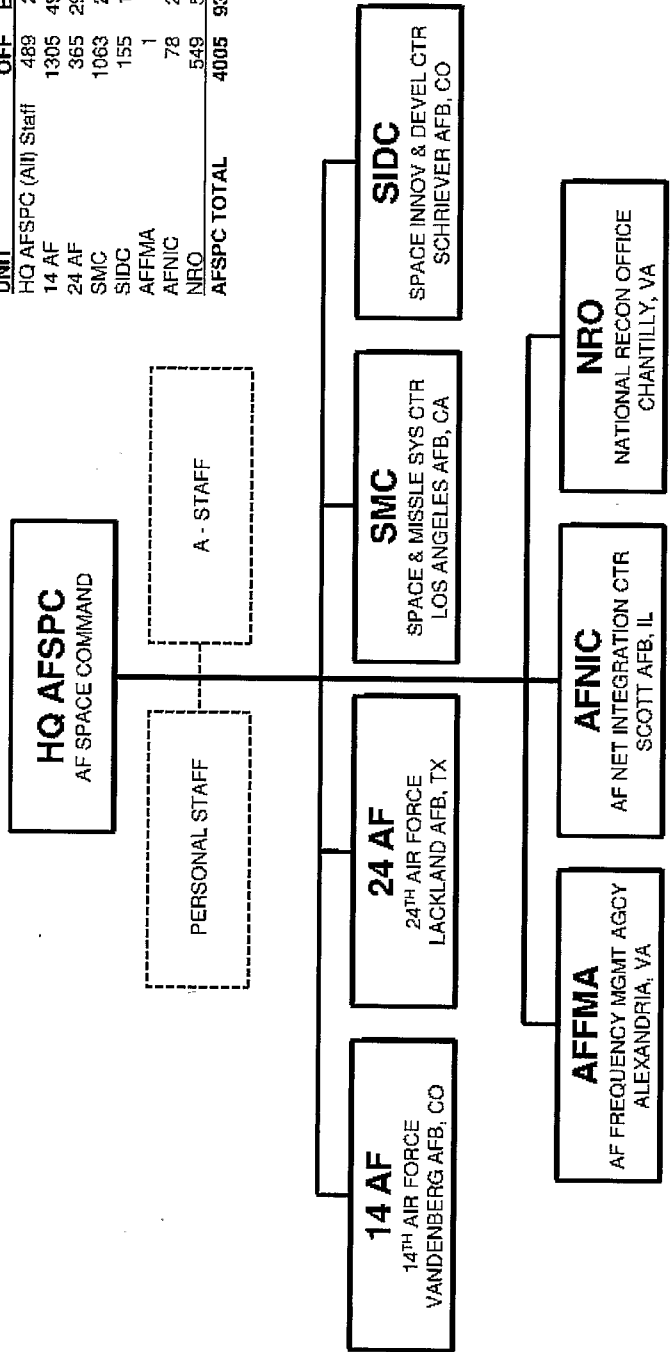 UNIT OFF
HQ AFSPC (All) Staff 489
14 AF 1305
24 AF 365
SMC 1063
SIDC 155
AFFMA 1
AFNIC 78
NRO 549
AFSPC TOTAL 4005
HQ AFSPC
AF SPACE COMMAND
PERSONAL STAFF
A - STAFF
14 AF
14TH AIR FORCE
VANDENBERG AFB, CO
24 AF
24TH AIR FORCE
LACKLAND AFB, TX
SMC
SPACE & MISSLE SYS CTR
LOS ANGELES AFB, CA
SIDC
SPACE INNOV & DEVEL CTR
SCHRIEVER AFB, CO
AFFMA
AF FREQUENCY MGMT AGCY
ALEXANDRIA, VA
AFNIC
AF NET INTEGRATION CTR
SCOTT AFB, IL
NRO
NATIONAL RECON OFFICE
CHANTILLY, VA